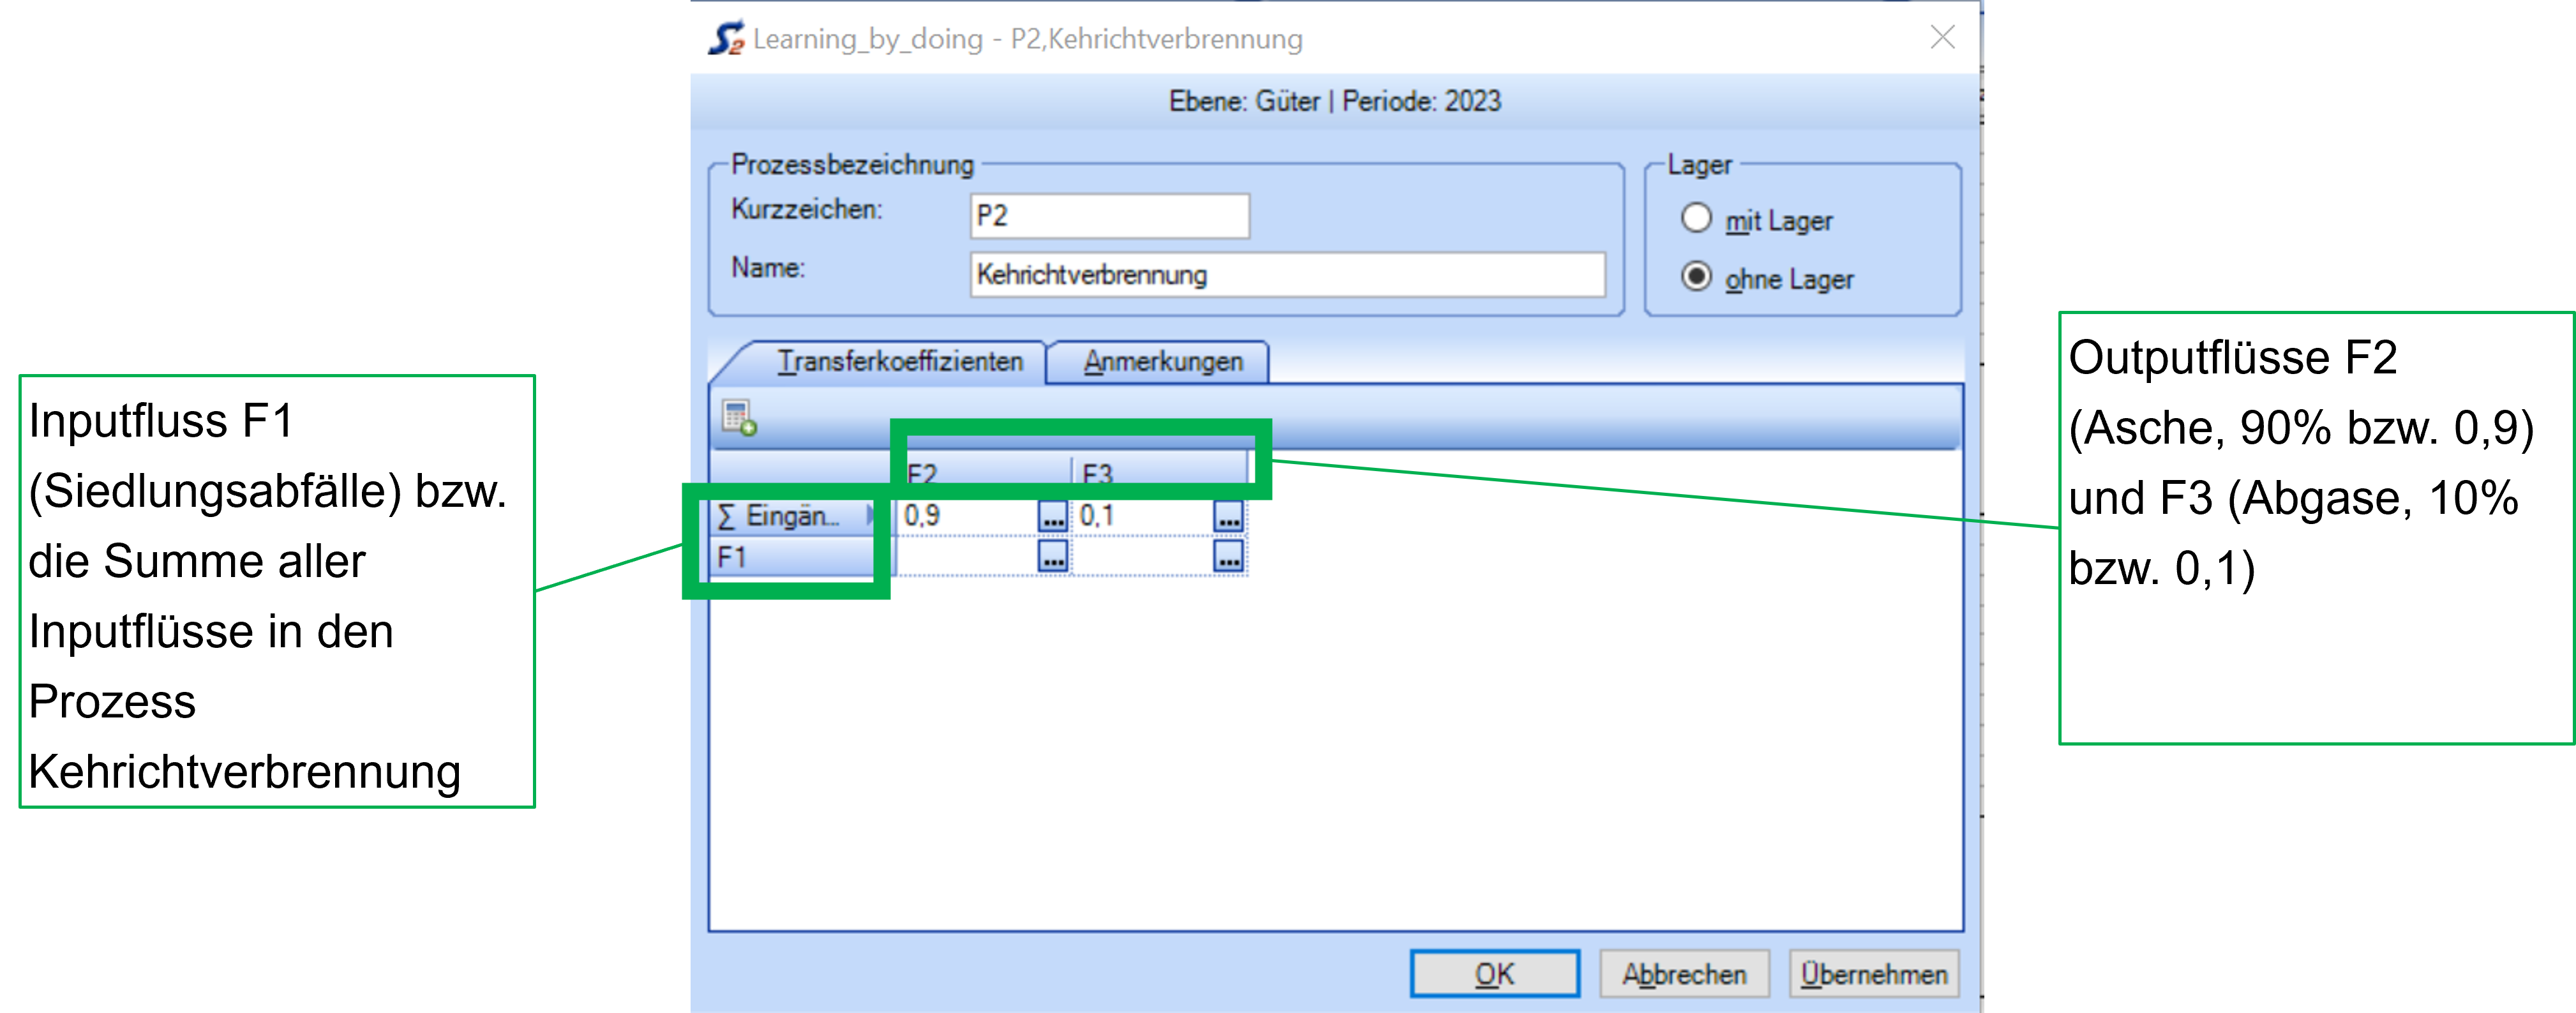 S2 Learning_by_doing - P2,Kehrichtverbrennung
Ebene: Güter | Periode: 2023
Prozessbezeichnung
Kurzzeichen:
P2
Name:
Kehrichtverbrennung
Lager
mit Lager
ohne Lager
Transferkoeffizienten
Anmerkungen
F2
F3
∑ Eingän...
0,9
...
0,1
...
F1
...
...
OK
Abbrechen
Übernehmen
Inputfluss F1
(Siedlungsabfälle) bzw.
die Summe aller
Inputflüsse in den
Prozess
Kehrichtverbrennung
Outputflüsse F2
(Asche, 90% bzw. 0,9)
und F3 (Abgase, 10%
bzw. 0,1)